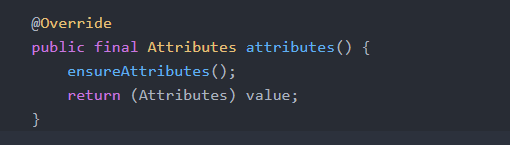 @Override
public final Attributes attributes() {
    ensureAttributes();
    return (Attributes) value;
}